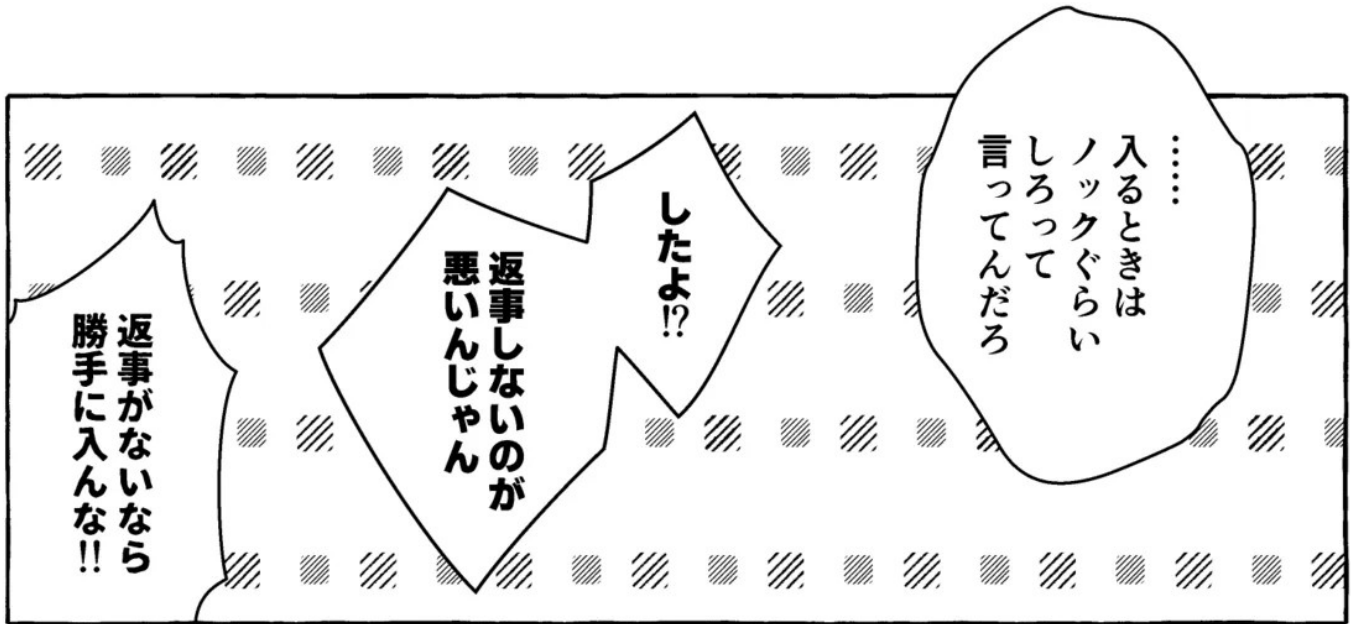 ……
入るときは
ノックぐらい
しろって
言ってんだろ
したよ⁉
返事しないのが
悪いんじゃん
返事がないなら
勝手に入んな‼